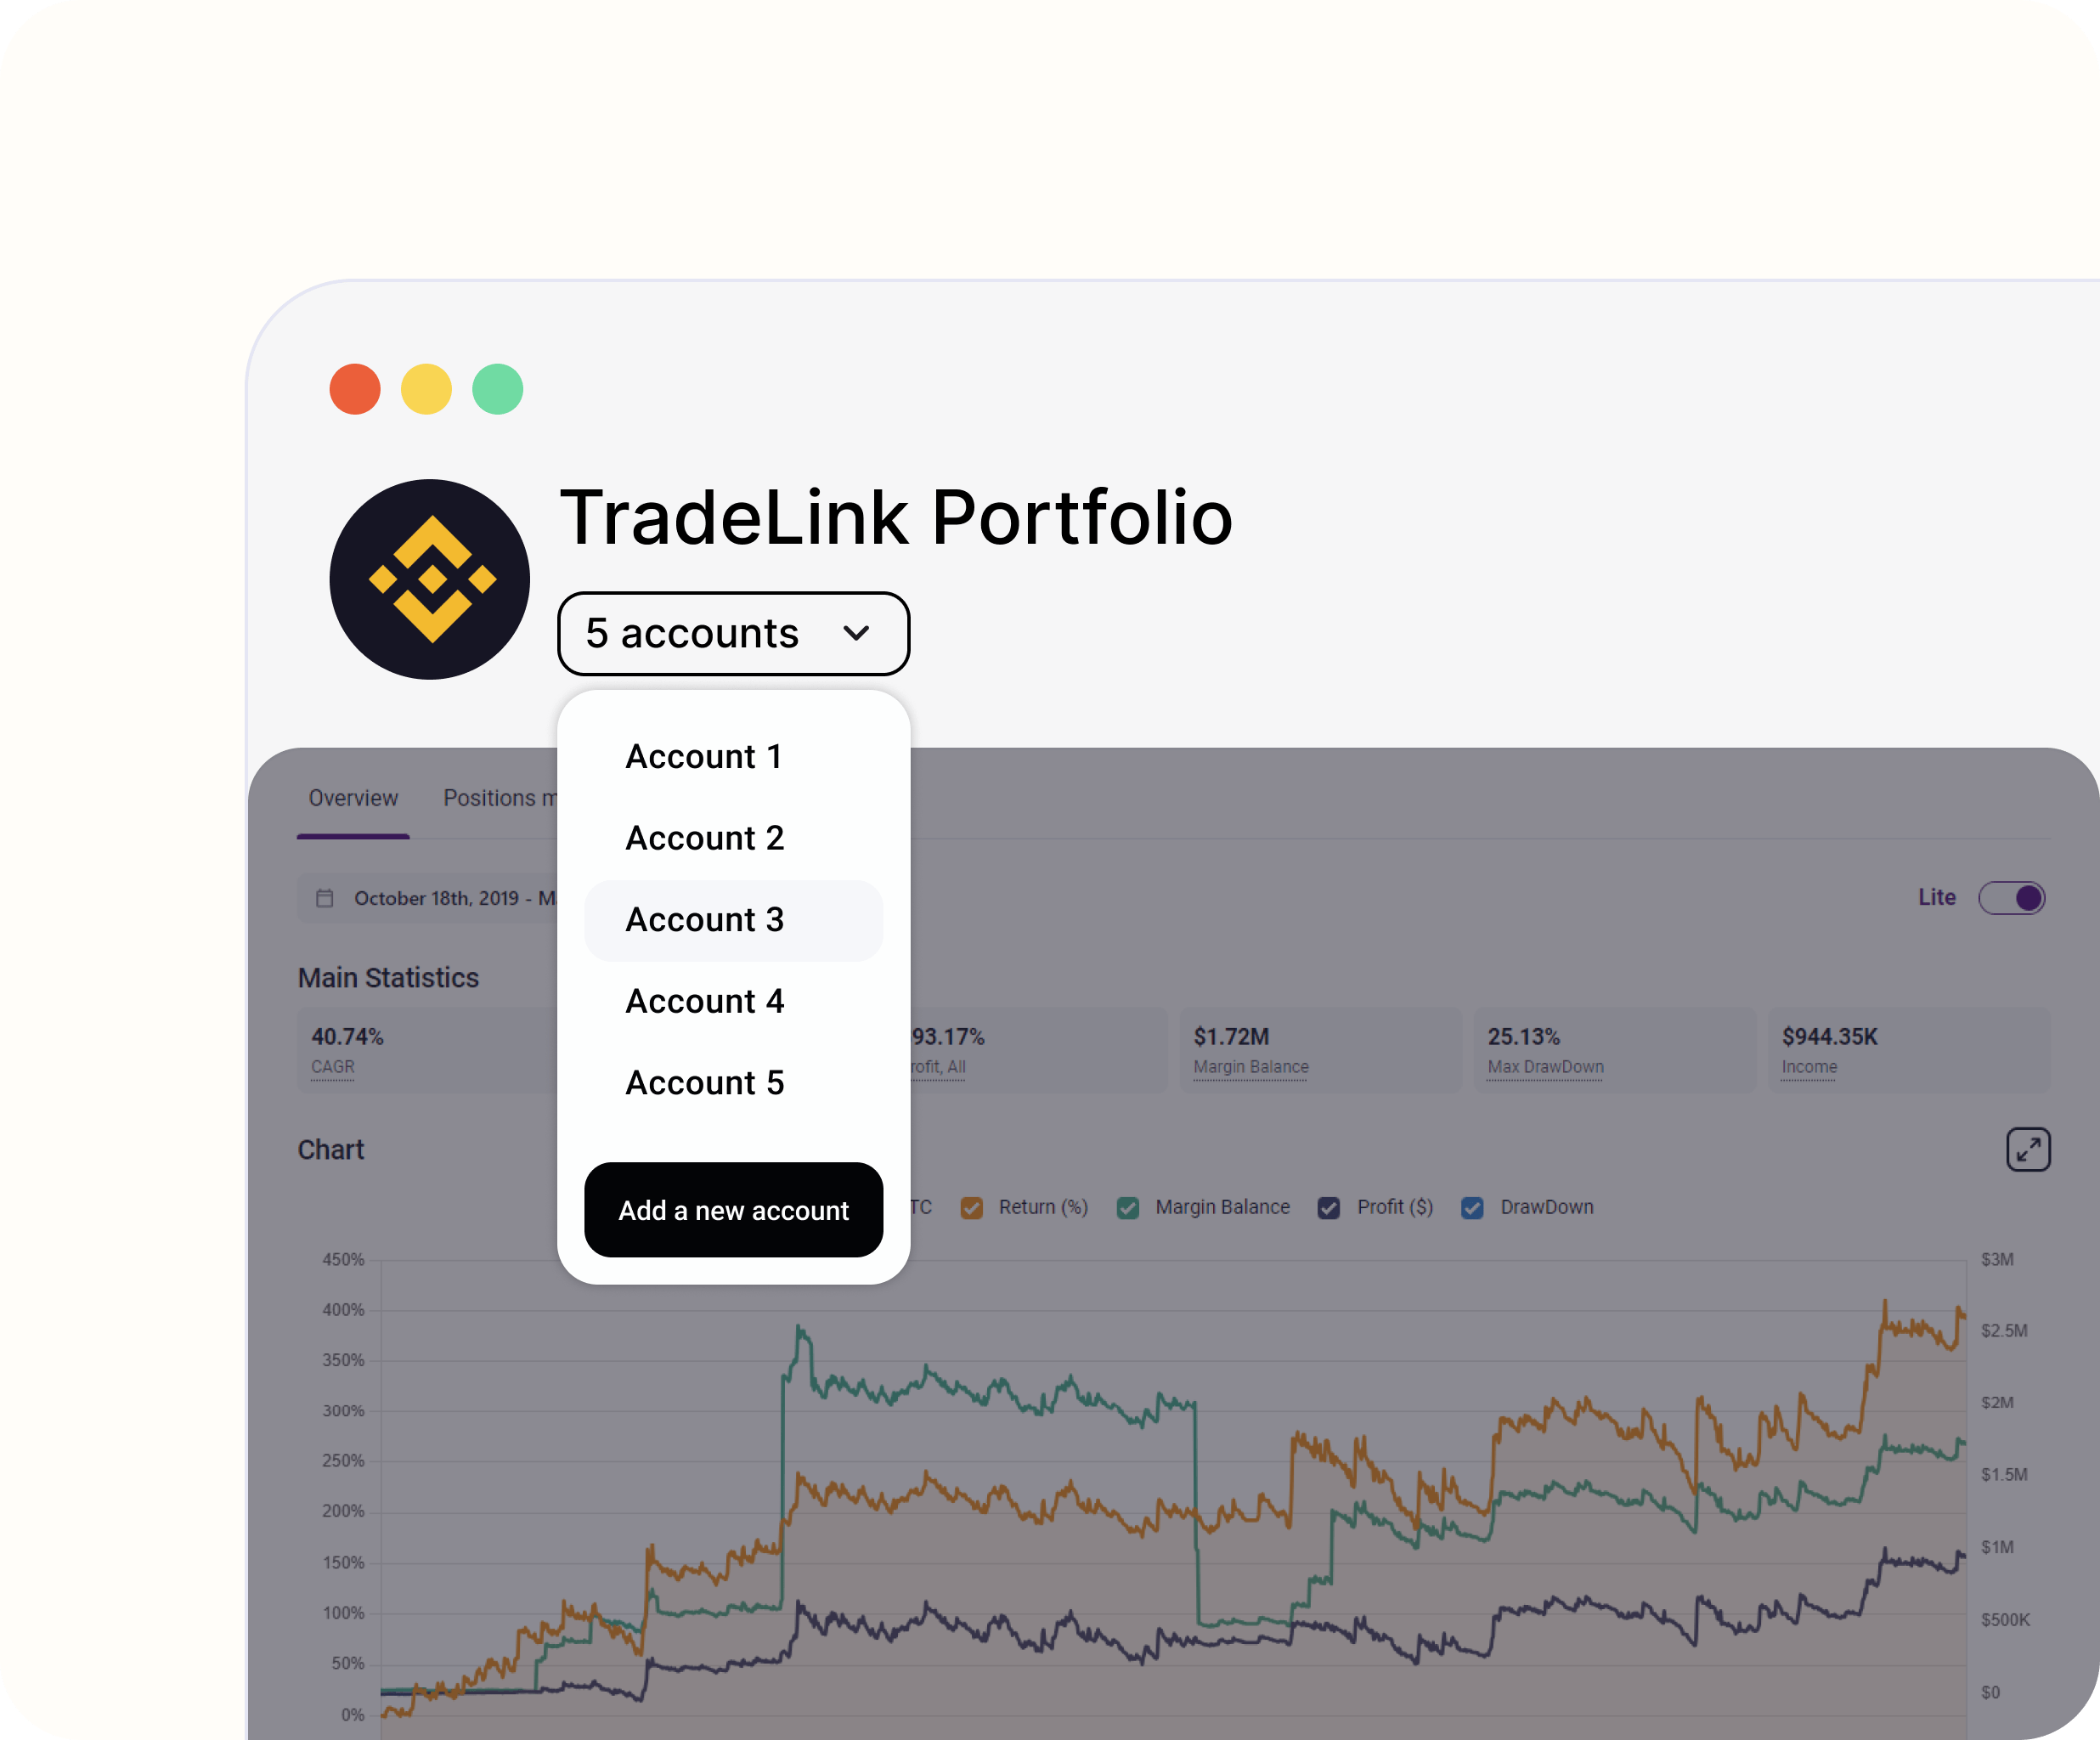 TradeLink Portfolio
5 accounts
Account 1
Account 2
Account 3
Account 4
Account 5
Add a new account
Overview
Positions
October 18th, 2019 -
Lite
Main Statistics
40.74%
CAGR
93.17%
All
$1.72M
Margin Balance
25.13%
Max DrawDown
$944.35K
Income
Chart
Return (%)
Margin Balance
Profit ($)
DrawDown
450%
400%
350%
300%
250%
200%
150%
100%
50%
0%
$3M
$2.5M
$2M
$1.5M
$1M
$500K
$0